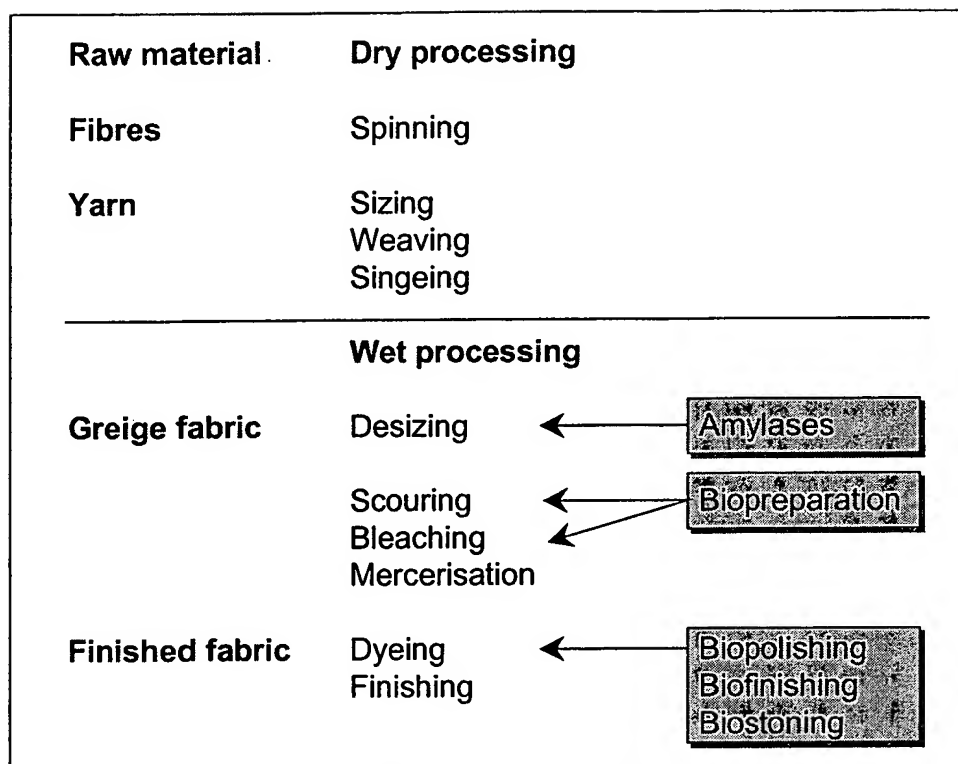 Raw material Dry processing
Fibres Spinning
Yarn Sizing
Weaving
Singeing
Wet processing
Greige fabric Desizing Amylases
Scouring Biopreparation
Bleaching
Mercerisation
Finished fabric Dyeing Biopolishing
Finishing Biofinishing
Biostoning